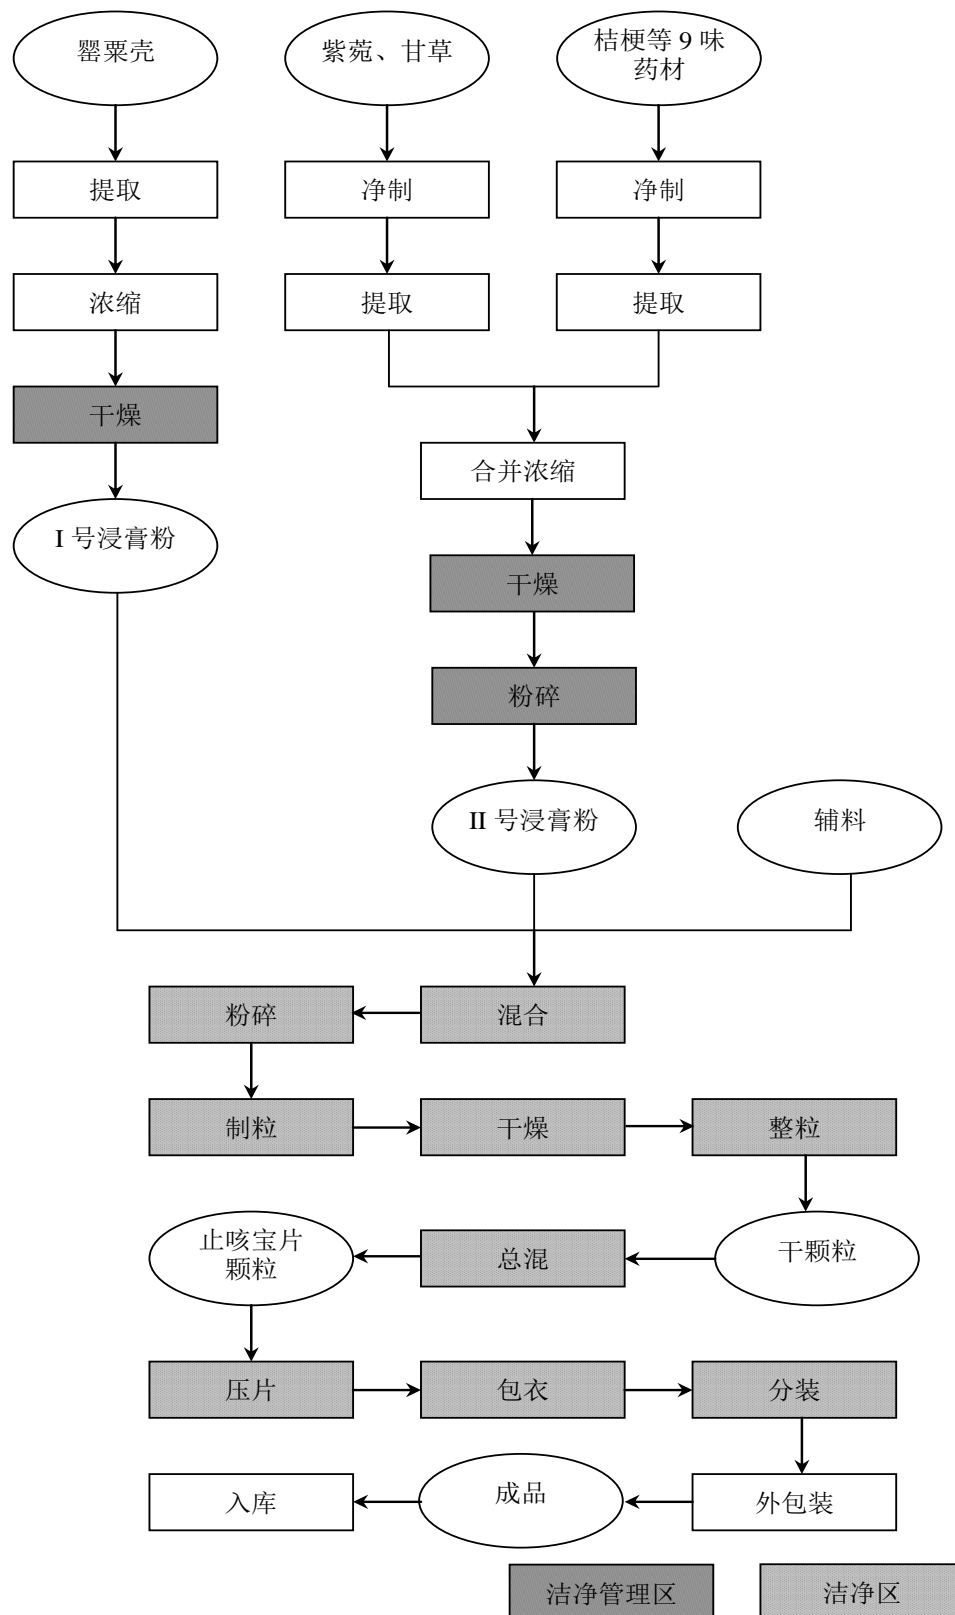 罂粟壳
紫菀、甘草
桔梗等 9 味
药材
提取
净制
净制
浓缩
提取
提取
干燥
合并浓缩
I 号浸膏粉
干燥
粉碎
II 号浸膏粉
辅料
粉碎
混合
制粒
干燥
整粒
止咳宝片
颗粒
总混
干颗粒
压片
包衣
分装
入库
成品
外包装
洁净管理区
洁净区